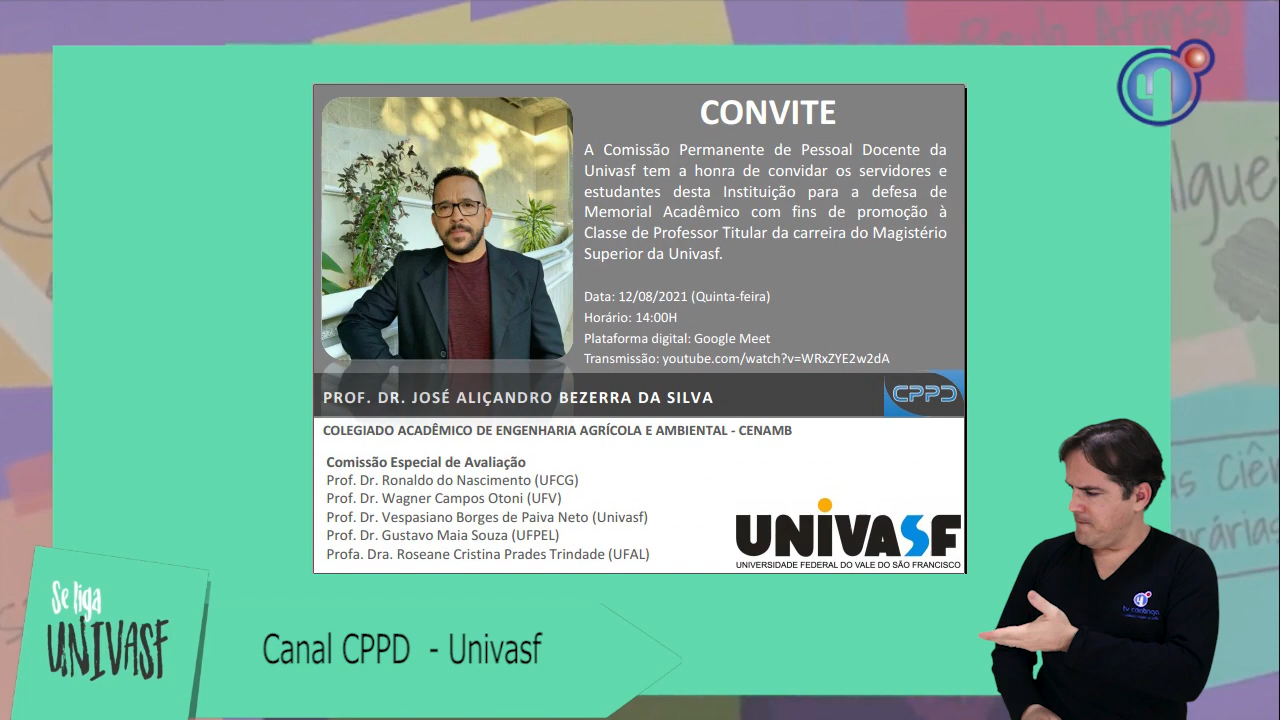 Paulo Afonso
CONVITE
A Comissão Permanente de Pessoal Docente da
Univasf tem a honra de convidar os servidores e
estudantes desta Instituição para a defesa de
Memorial Acadêmico com fins de promoção à
Classe de Professor Titular da carreira do Magistério
Superior da Univasf.
Data: 12/08/2021 (Quinta-feira)
Horário: 14:00H
Plataforma digital: Google Meet
Transmissão: youtube.com/watch?v=WRxZYE2w2dA
PROF. DR. JOSÉ ALIÇANDRO BEZERRA DA SILVA
CPPD
COLEGIADO ACADÊMICO DE ENGENHARIA AGRÍCOLA E AMBIENTAL - CENAMB
Comissão Especial de Avaliação
Prof. Dr. Ronaldo do Nascimento (UFCG)
Prof. Dr. Wagner Campos Otoni (UFV)
Prof. Dr. Vespasiano Borges de Paiva Neto (Univasf)
Prof. Dr. Gustavo Maia Souza (UFPEL)
Profa. Dra. Roseane Cristina Prades Trindade (UFAL)
UNIVASF
UNIVERSIDADE FEDERAL DO VALE DO SÃO FRANCISCO
Se liga
UNIVASF
Canal CPPD - Univasf
tv caatinga